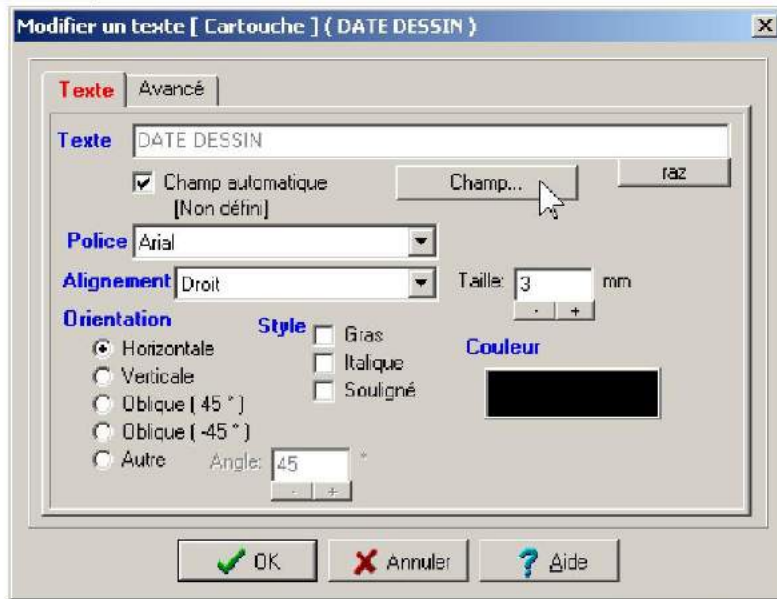 Modifier un texte [ Cartouche ] ( DATE DESSIN )
Texte Avancé
Texte DATE DESSIN
Champ automatique Champ... raz
[Non défini]
Police Arial
Alignement Droit Taille: 3 mm
- +
Orientation Style Gras
Horizontale Italique Couleur
Verticale Souligné
Oblique ( 45 ° )
Oblique ( -45 ° )
Autre Angle: 45 °
- +
OK Annuler ? Aide